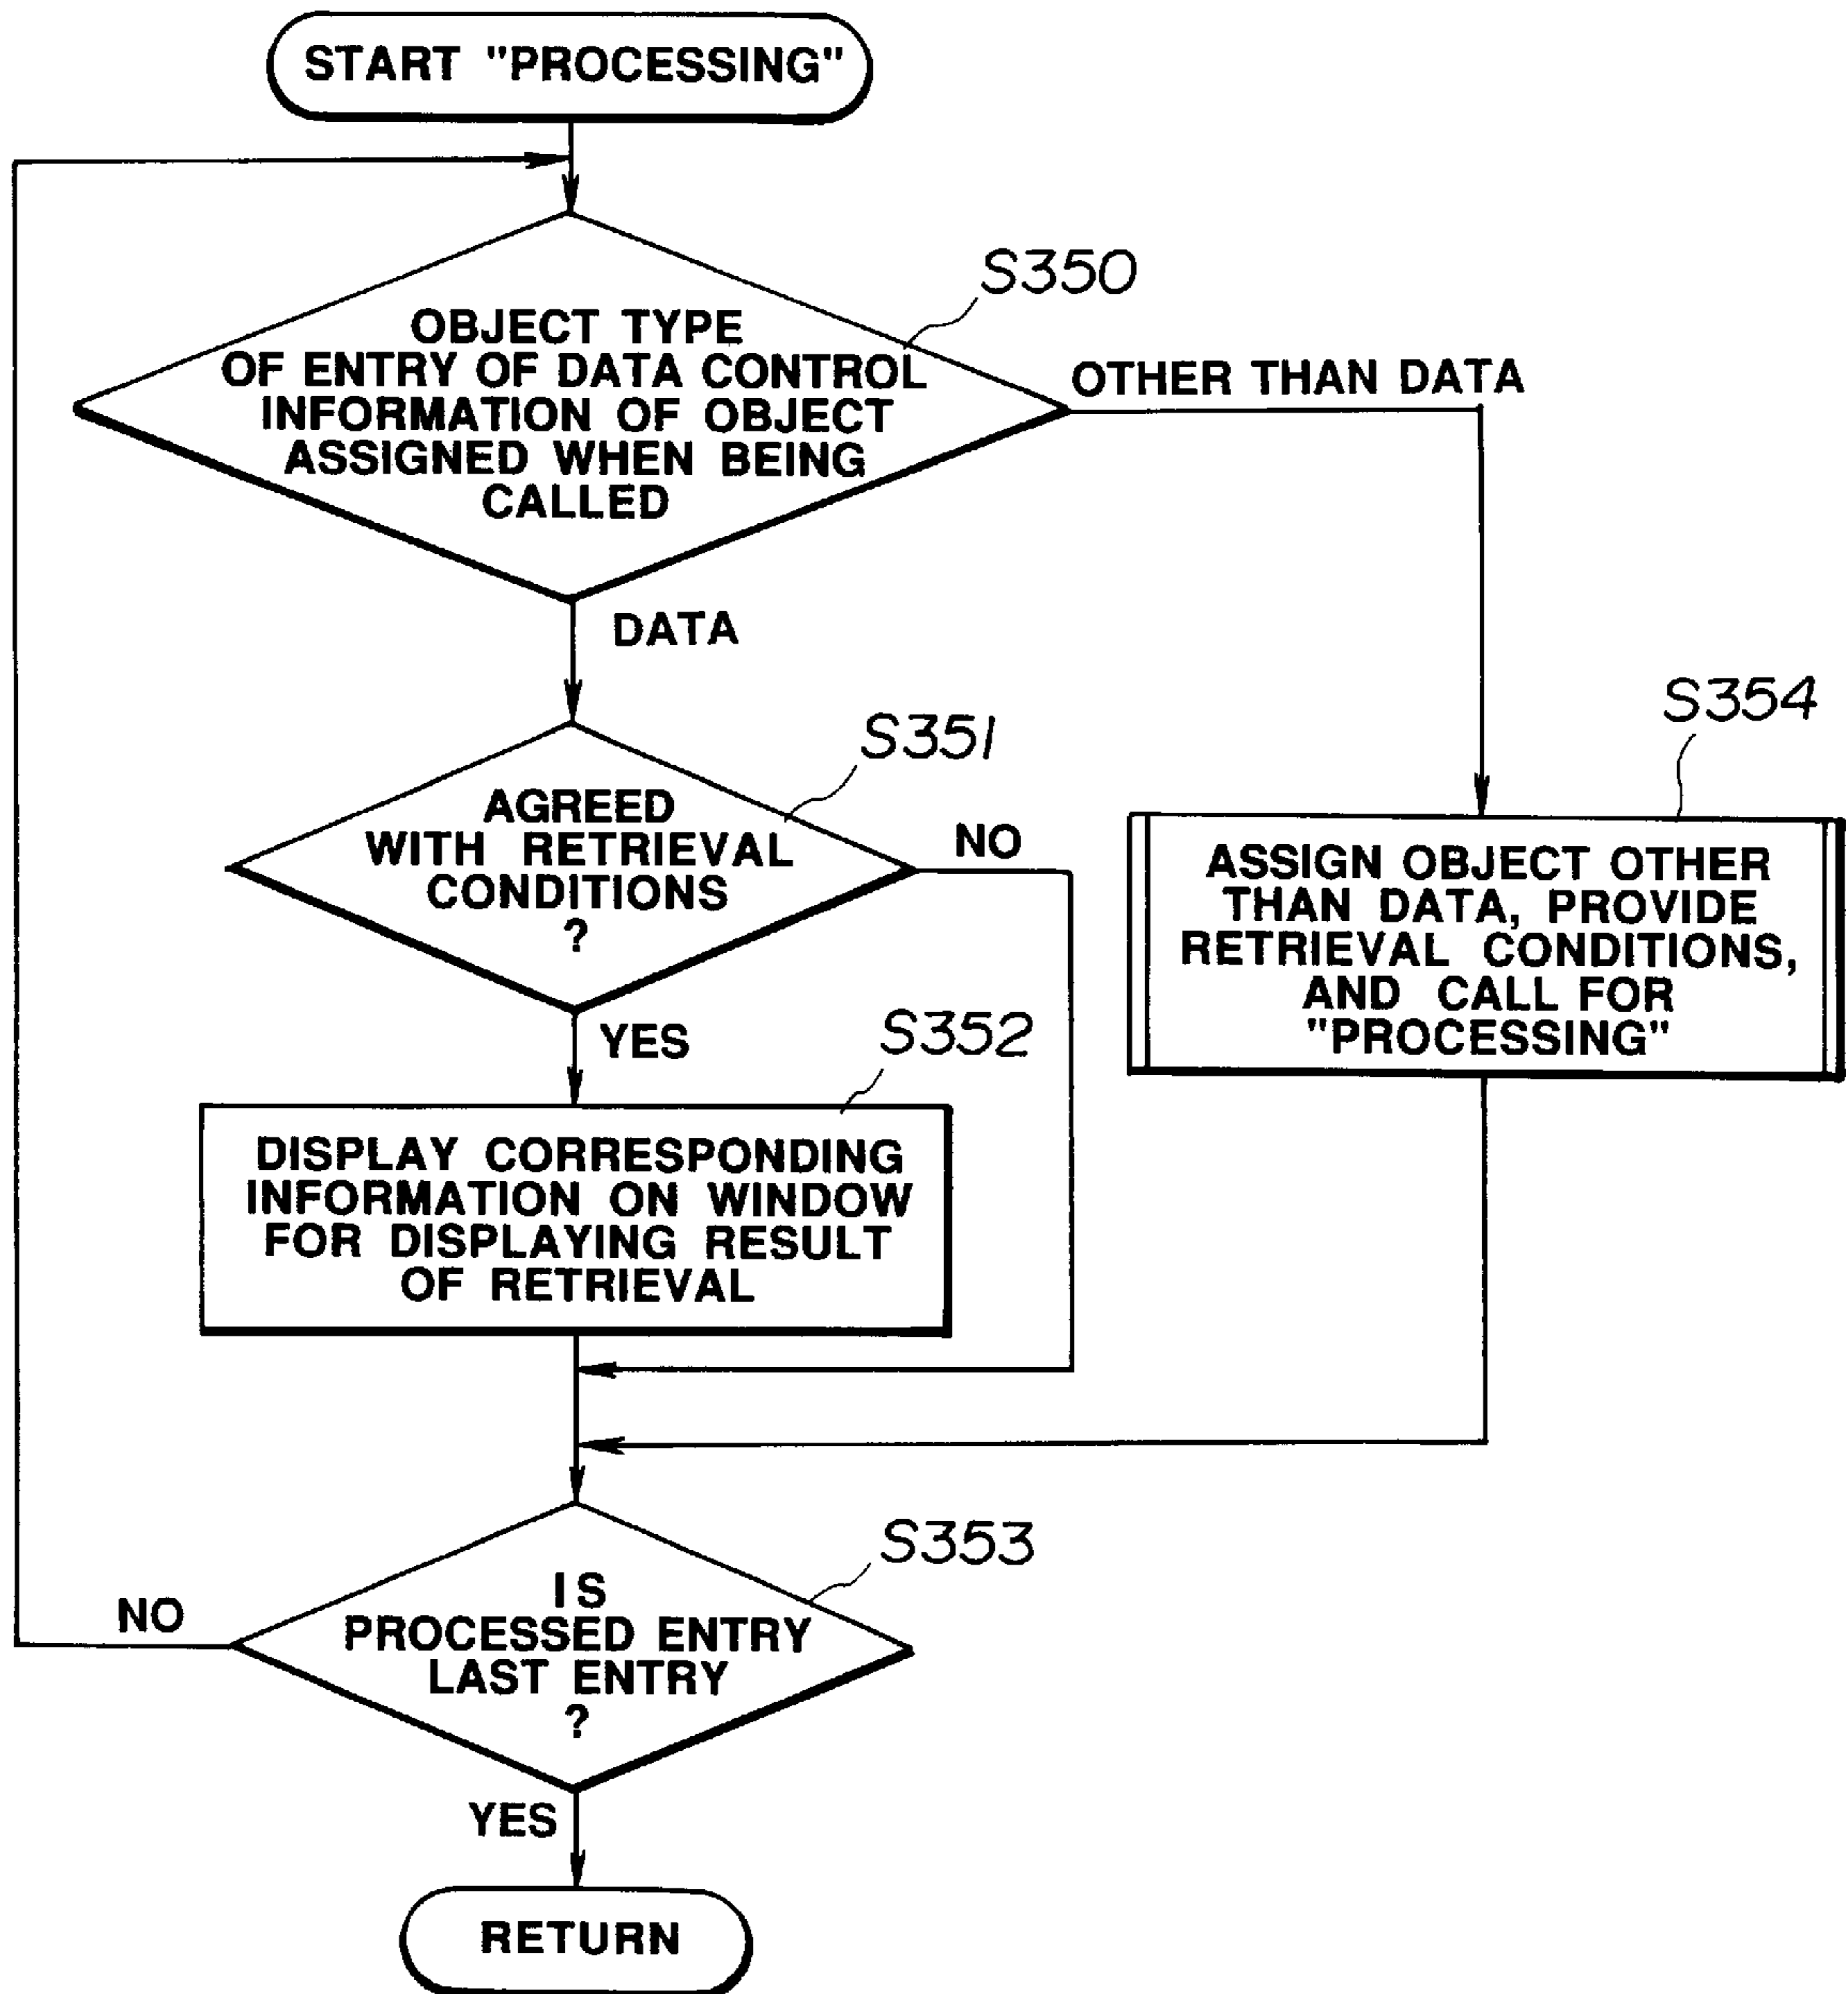 START "PROCESSING"
S350
OBJECT TYPE
OF ENTRY OF DATA CONTROL
INFORMATION OF OBJECT
ASSIGNED WHEN BEING
CALLED
OTHER THAN DATA
DATA
S351
AGREED
WITH RETRIEVAL
CONDITIONS
?
NO
S354
ASSIGN OBJECT OTHER
THAN DATA, PROVIDE
RETRIEVAL CONDITIONS,
AND CALL FOR
"PROCESSING"
YES
S352
DISPLAY CORRESPONDING
INFORMATION ON WINDOW
FOR DISPLAYING RESULT
OF RETRIEVAL
S353
IS
PROCESSED ENTRY
LAST ENTRY
?
NO
YES
RETURN